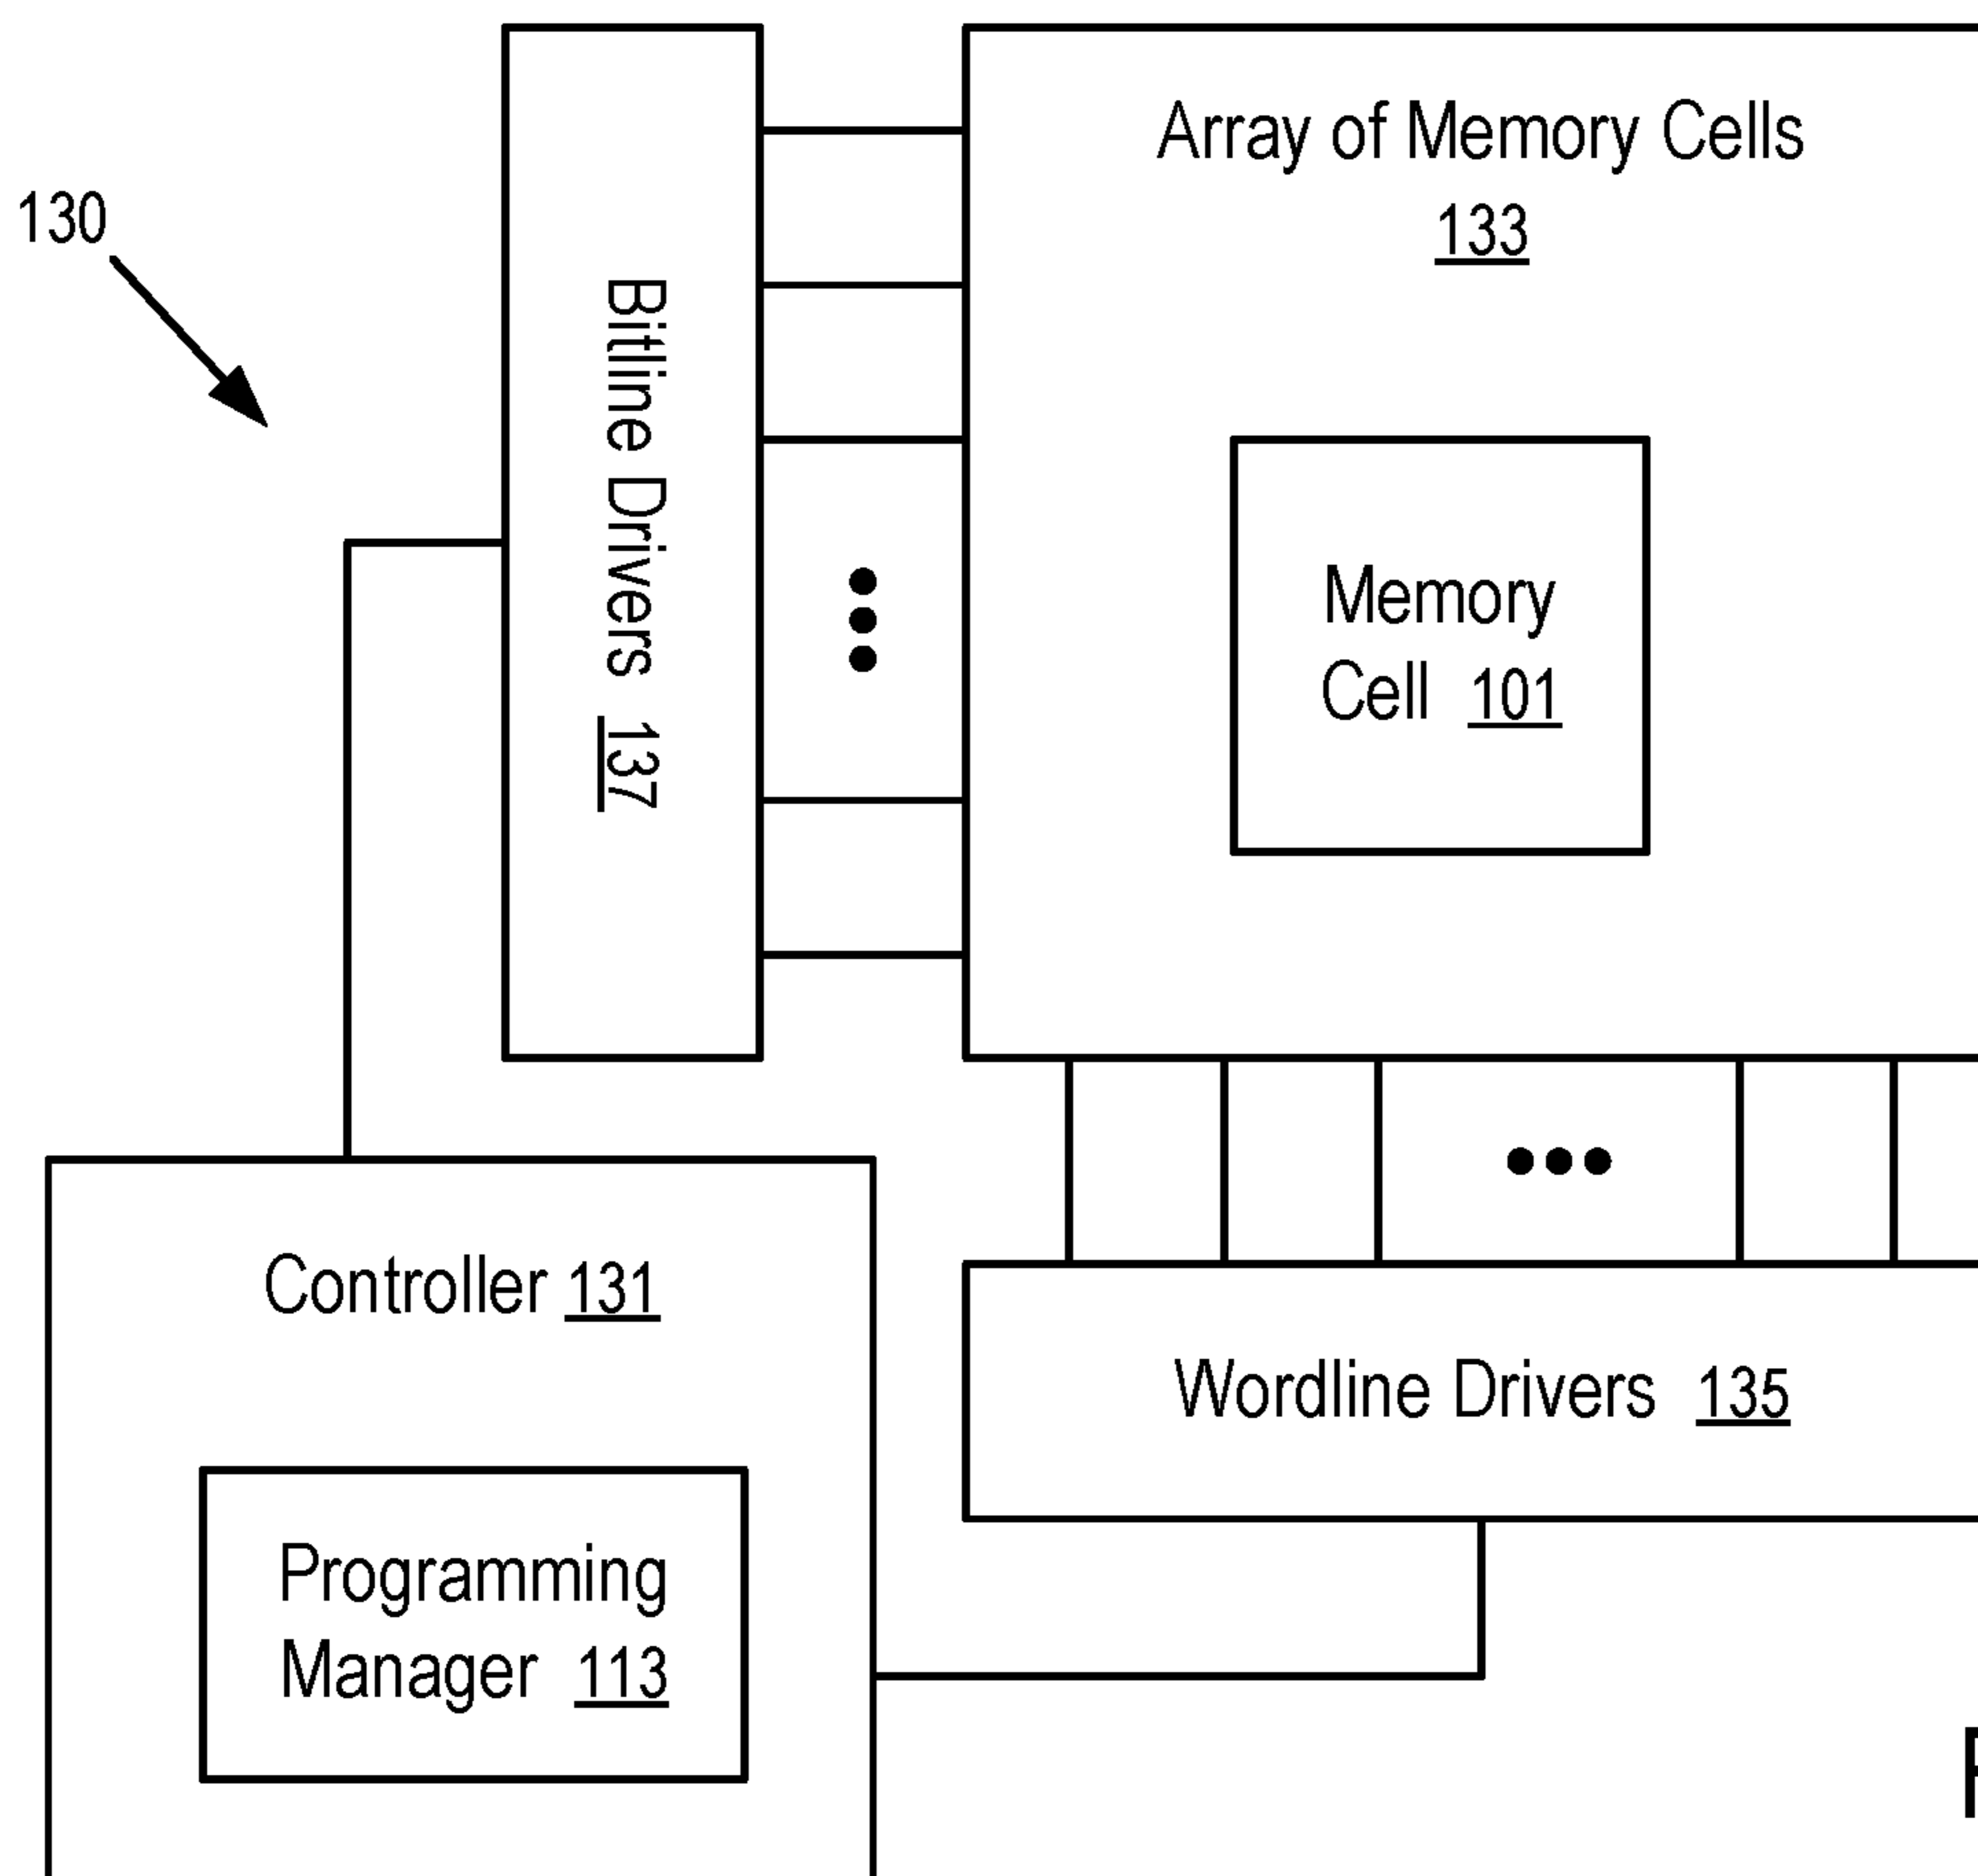 130
Bitline Drivers 137
Array of Memory Cells
133
Memory
Cell 101
Controller 131
Programming
Manager 113
Wordline Drivers 135